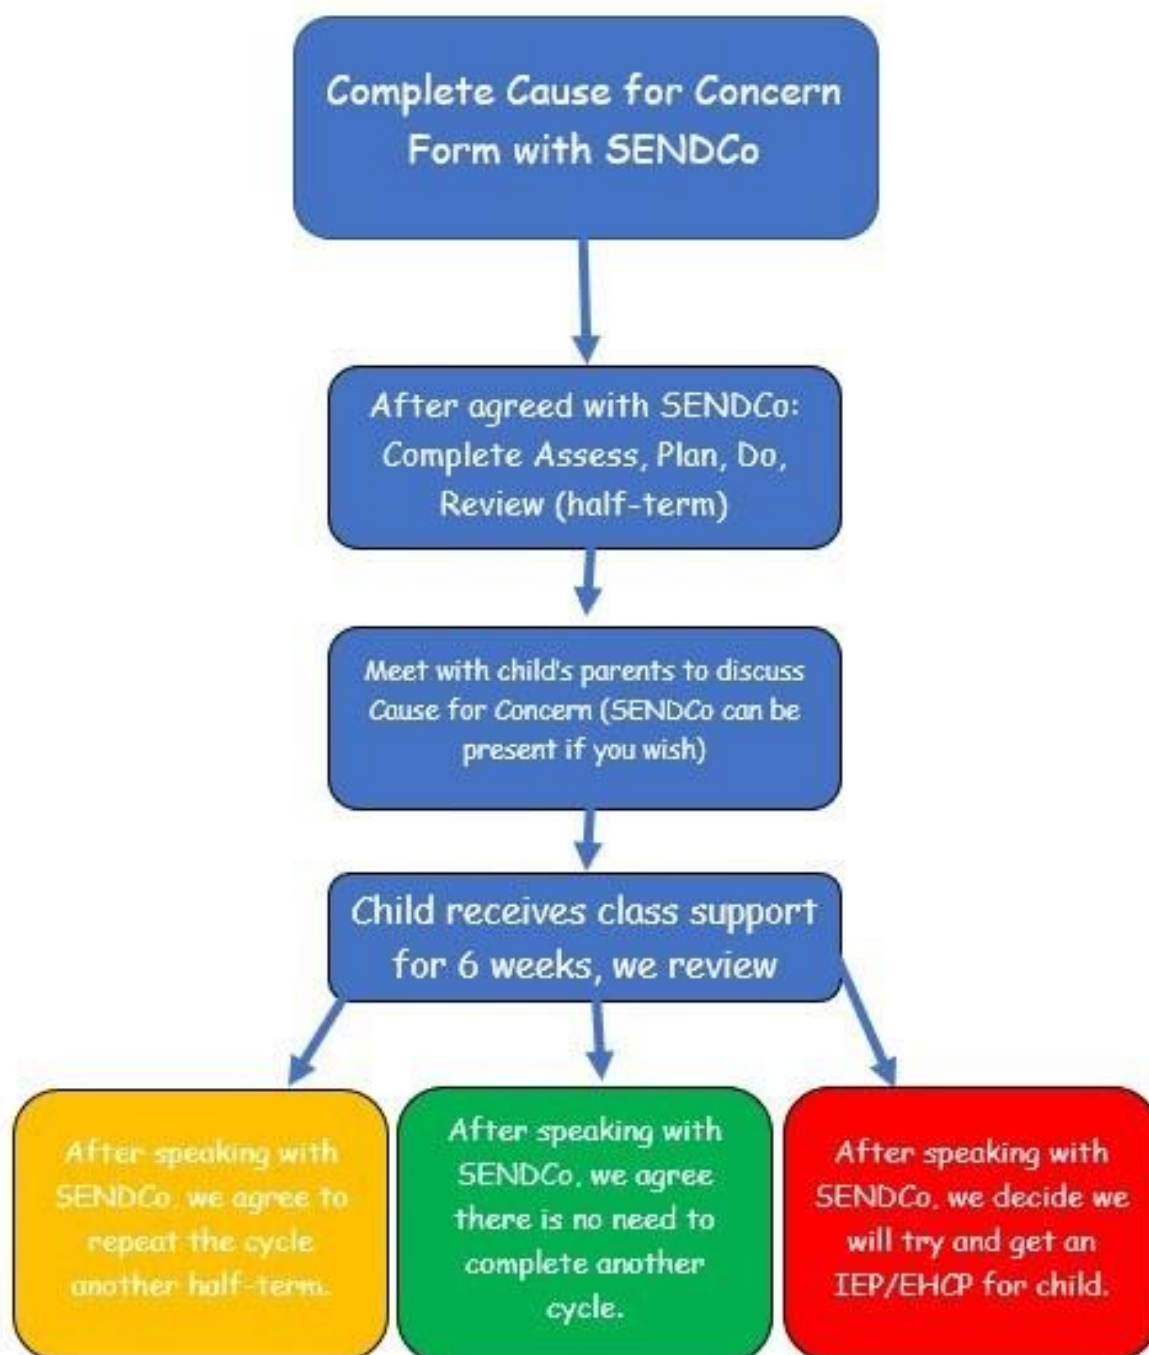 Complete Cause for Concern
Form with SENDCo
After agreed with SENDCo:
Complete Assess, Plan, Do,
Review (half-term)
Meet with child's parents to discuss
Cause for Concern (SENDCo can be
present if you wish)
Child receives class support
for 6 weeks, we review
After speaking with
SENDCo, we agree to
repeat the cycle
another half-term.
After speaking with
SENDCo, we agree
there is no need to
complete another
cycle.
After speaking with
SENDCo, we decide we
will try and get an
IEP/EHCP for child.